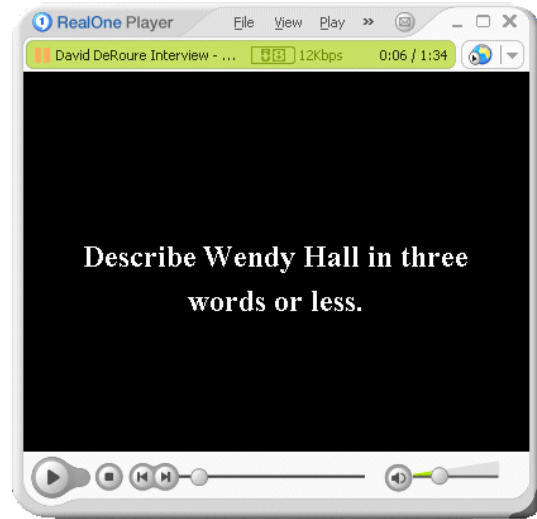 RealOne Player File View Play »
David DeRoure Interview - ... 12Kbps 0:06 / 1:34
Describe Wendy Hall in three
words or less.